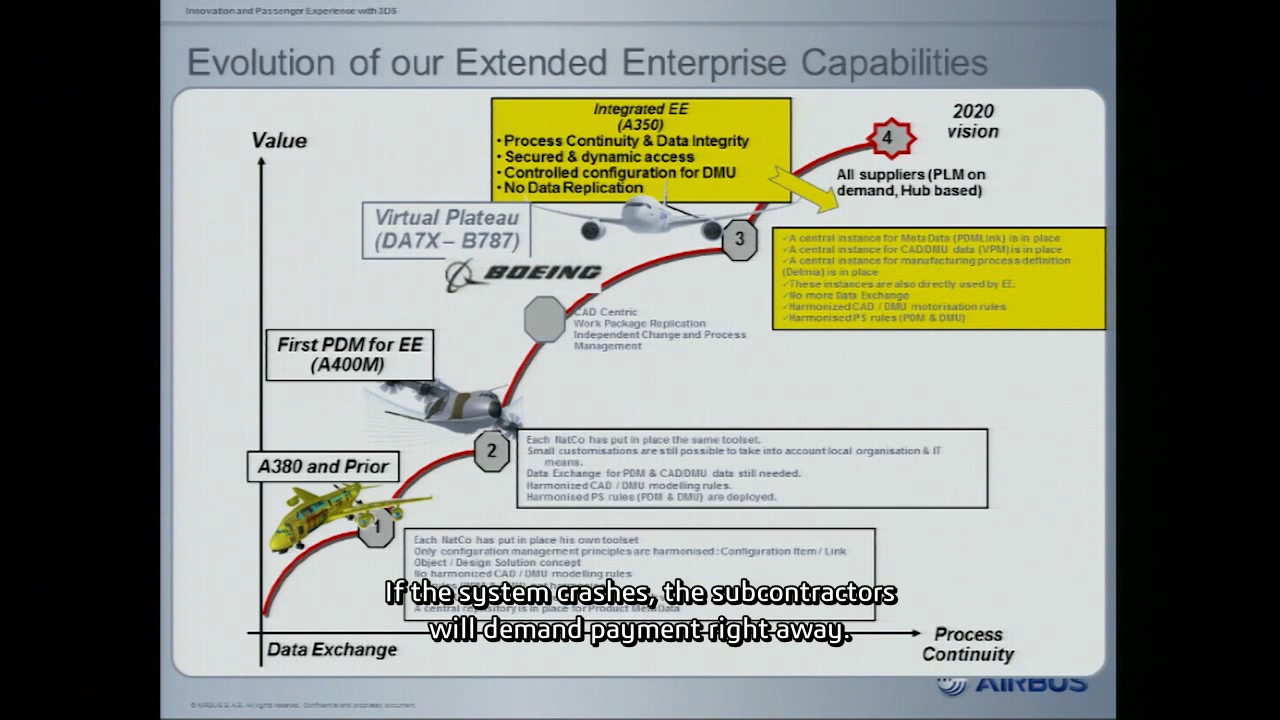 Innovation and Passenger Experience with 3DS
Evolution of our Extended Enterprise Capabilities
Value
Integrated EE
(A350)
• Process Continuity & Data Integrity
• Secured & dynamic access
• Controlled configuration for DMU
• No Data Replication
2020
vision
4
All suppliers (PLM on
demand, Hub based)
Virtual Plateau
(DA7X – B787)
3
BOEING
✓A central instance for Meta Data (PDMLink) is in place
✓A central instance for CAD/DMU data (VPM) is in place
✓A central instance for manufacturing process definition
(Delmia) is in place
✓These instances are also directly used by EE.
✓No more Data Exchange
✓Harmonized CAD / DMU motorisation rules
✓Harmonised PS rules (PDM & DMU)
CAD Centric
Work Package Replication
Independent Change and Process
Management
First PDM for EE
(A400M)
2
Each NatCo has put in place the same toolset.
Small customisations are still possible to take into account local organisation & IT
means.
Data Exchange for PDM & CAD/DMU data still needed.
Harmonized CAD / DMU modelling rules.
Harmonised PS rules (PDM & DMU) are deployed.
A380 and Prior
1
Each NatCo has put in place his own toolset
Only configuration management principles are harmonised : Configuration Item / Link
Object / Design Solution concept
No harmonized CAD / DMU modelling rules
A central repository is in place for Product MetaData
If the system crashes, the subcontractors
will demand payment right away.
Data Exchange
Process
Continuity
AIRBUS
© AIRBUS S.A.S. All rights reserved. Confidential and proprietary document.